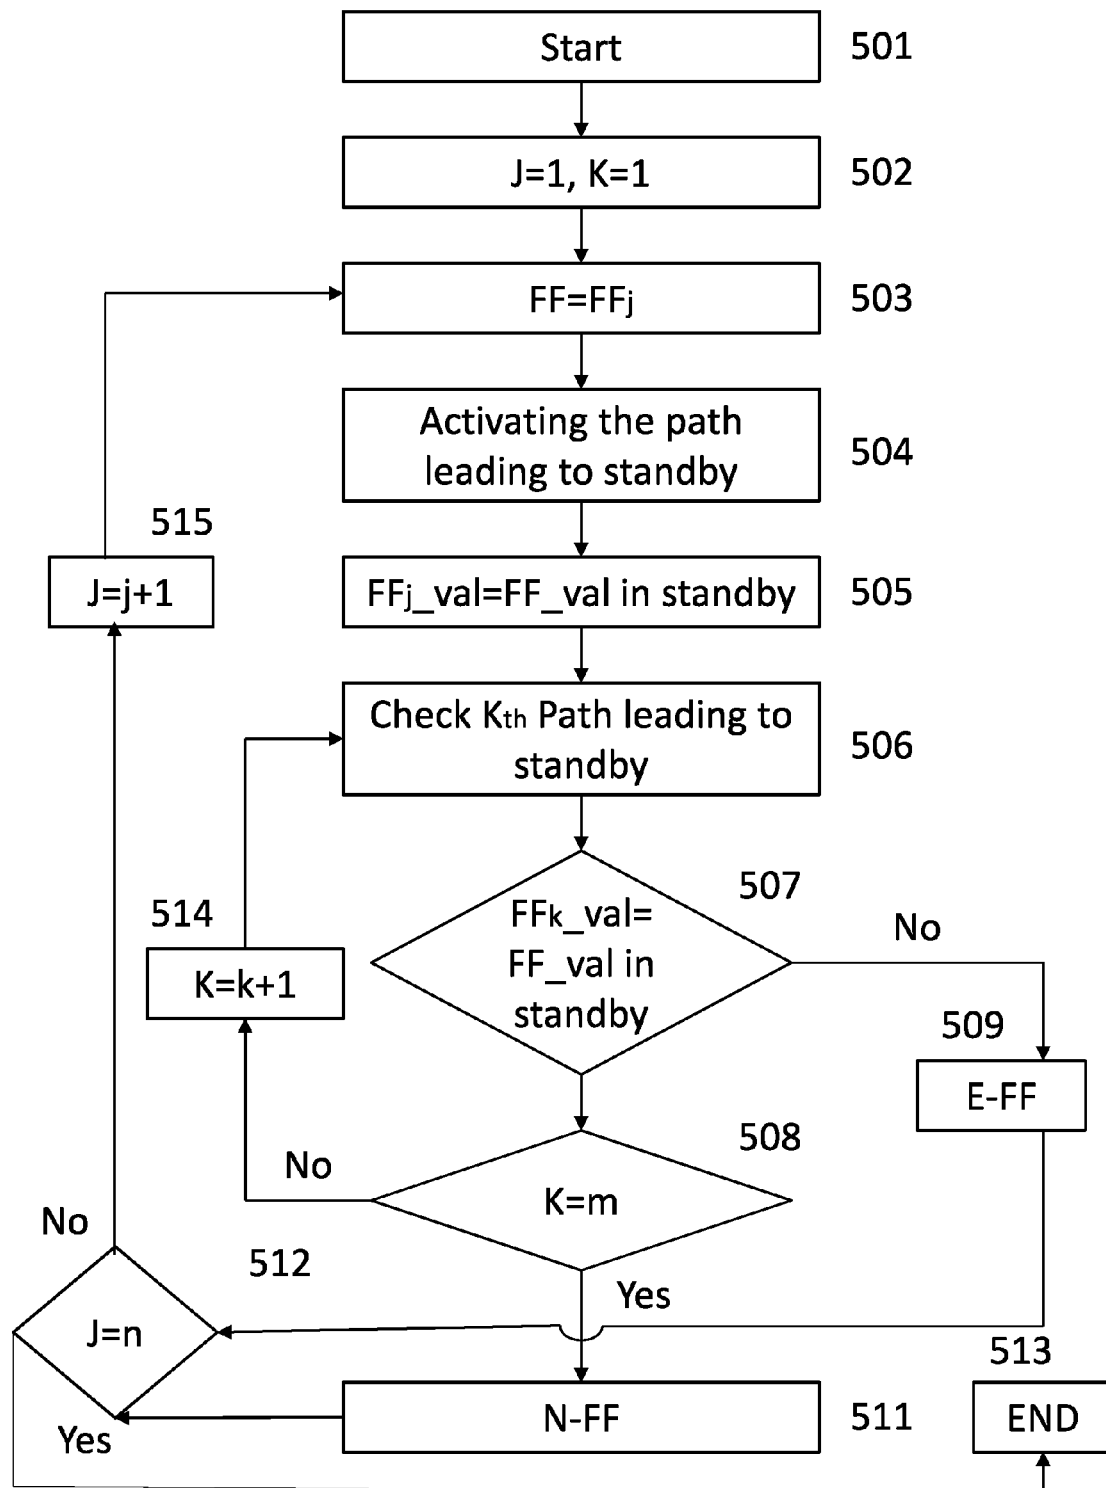 Start
501
J=1, K=1
502
FF=FFj
503
Activating the path
leading to standby
504
515
J=j+1
FFj_val=FF_val in standby
505
Check Kth Path leading to
standby
506
507
FFk_val=
FF_val in
standby
No
514
K=k+1
509
E-FF
508
K=m
No
No
512
Yes
J=n
513
N-FF
511
END
Yes